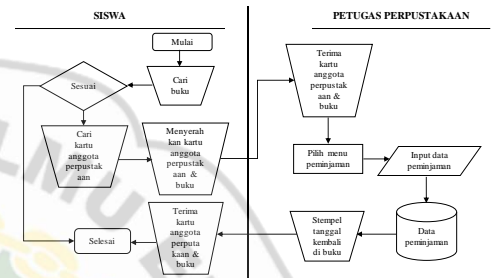 SISWA
PETUGAS PERPUSTAKAAN
Mulai
Cari
buku
Sesuai
Cari
kartu
anggota
perpustak
aan
Menyerah
kan kartu
anggota
perpustak
aan &
buku
Terima
kartu
anggota
perpustak
aan &
buku
Pilih menu
peminjaman
Input data
peminjaman
Data
peminjaman
Stempel
tanggal
kembali
di buku
Terima
kartu
anggota
perputa
kaan &
buku
Selesai
LMU